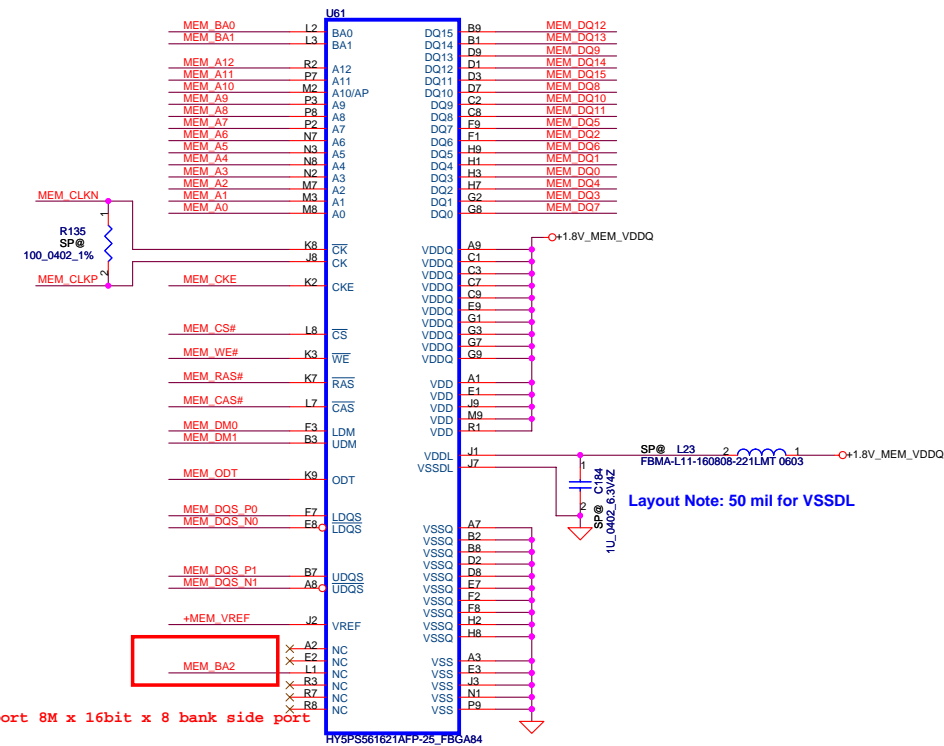 U61
MEM_BA0 L2 BA0 DQ15 B9 MEM_DQ12
MEM_BA1 L3 BA1 DQ14 B1 MEM_DQ13
DQ13 D9 MEM_DQ9
MEM_A12 R2 A12 DQ12 D1 MEM_DQ14
MEM_A11 P7 A11 DQ11 D3 MEM_DQ15
MEM_A10 M2 A10/AP DQ10 D7 MEM_DQ8
MEM_A9 P3 A9 DQ9 C2 MEM_DQ10
MEM_A8 P8 A8 DQ8 C8 MEM_DQ11
MEM_A7 P2 A7 DQ7 F9 MEM_DQ5
MEM_A6 N7 A6 DQ6 F1 MEM_DQ2
MEM_A5 N3 A5 DQ5 H9 MEM_DQ6
MEM_A4 N8 A4 DQ4 H1 MEM_DQ1
MEM_A3 N2 A3 DQ3 H3 MEM_DQ0
MEM_A2 M7 A2 DQ2 H7 MEM_DQ4
MEM_A1 M3 A1 DQ1 G2 MEM_DQ3
MEM_A0 M8 A0 DQ0 G8 MEM_DQ7
MEM_CLKN
1
R135
SP@
100_0402_1%
2
MEM_CLKP
K8 CK
J8 CK
MEM_CKE K2 CKE
MEM_CS# L8 CS
MEM_WE# K3 WE
MEM_RAS# K7 RAS
MEM_CAS# L7 CAS
MEM_DM0 F3 LDM
MEM_DM1 B3 UDM
MEM_ODT K9 ODT
MEM_DQS_P0 F7 LDQS
MEM_DQS_N0 E8 LDQS
MEM_DQS_P1 B7 UDQS
MEM_DQS_N1 A8 UDQS
+MEM_VREF J2 VREF
A2 NC
E2 NC
MEM_BA2 L1 NC
R3 NC
R7 NC
R8 NC
+1.8V_MEM_VDDQ
VDDQ A9
VDDQ C1
VDDQ C3
VDDQ C7
VDDQ C9
VDDQ E9
VDDQ G1
VDDQ G3
VDDQ G7
VDDQ G9
VDD A1
VDD E1
VDD J9
VDD M9
VDD R1
VDDL J1
VSSDL J7
SP@ L23 2 1 +1.8V_MEM_VDDQ
FBMA-L11-160808-221LMT 0603
1
2
SP@ C184
1U_0402_6.3V4Z
Layout Note: 50 mil for VSSDL
VSSQ A7
VSSQ B2
VSSQ B8
VSSQ D2
VSSQ D8
VSSQ E7
VSSQ F2
VSSQ F8
VSSQ H2
VSSQ H8
VSS A3
VSS E3
VSS J3
VSS N1
VSS P9
ort 8M x 16bit x 8 bank side port
HY5PS561621AFP-25_FBGA84